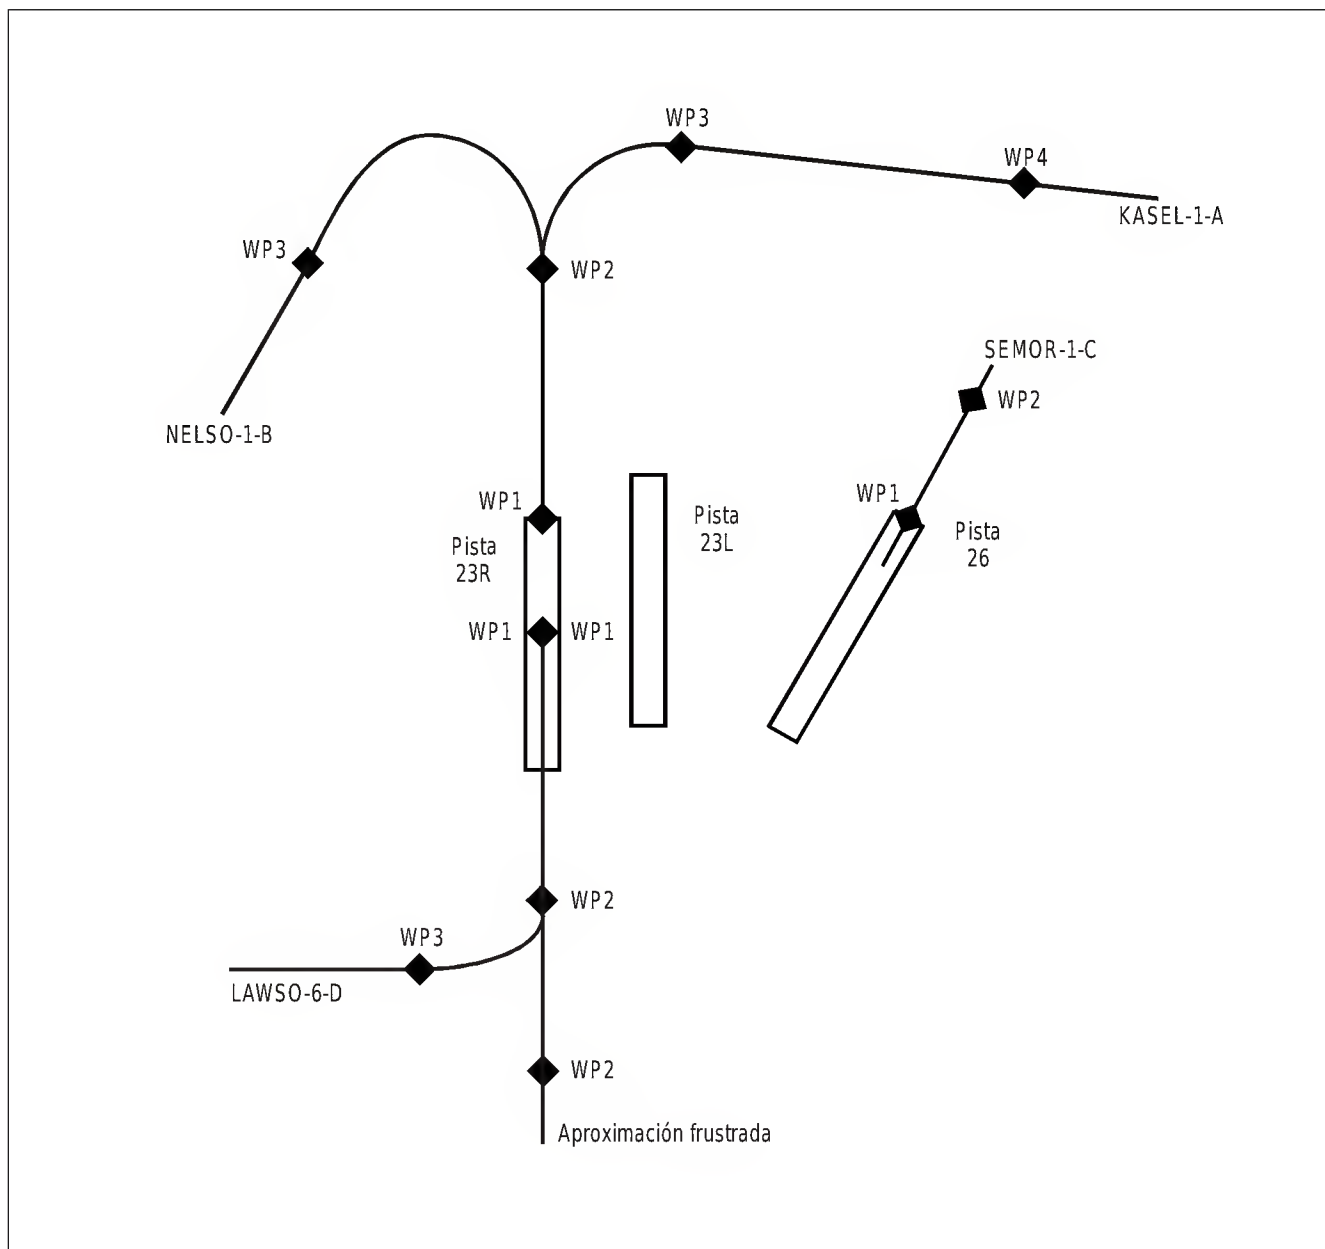 WP3
WP4
KASEL-1-A
WP3
WP2
NELSO-1-B
SEMOR-1-C
WP2
WP1
Pista
23R
Pista
23L
WP1
Pista
26
WP1
WP1
WP2
WP3
LAWSO-6-D
WP2
Aproximación frustrada